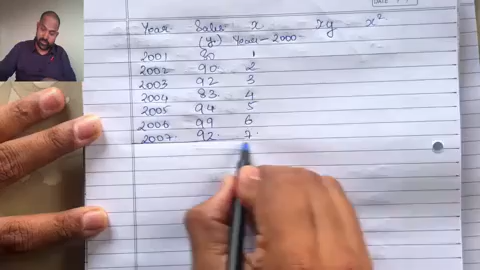 Year Sales x xy x²
(y) Year - 2000
2001 80 1
2002 90 2
2003 92 3
2004 83 4
2005 94 5
2006 99 6
2007. 92. 7.